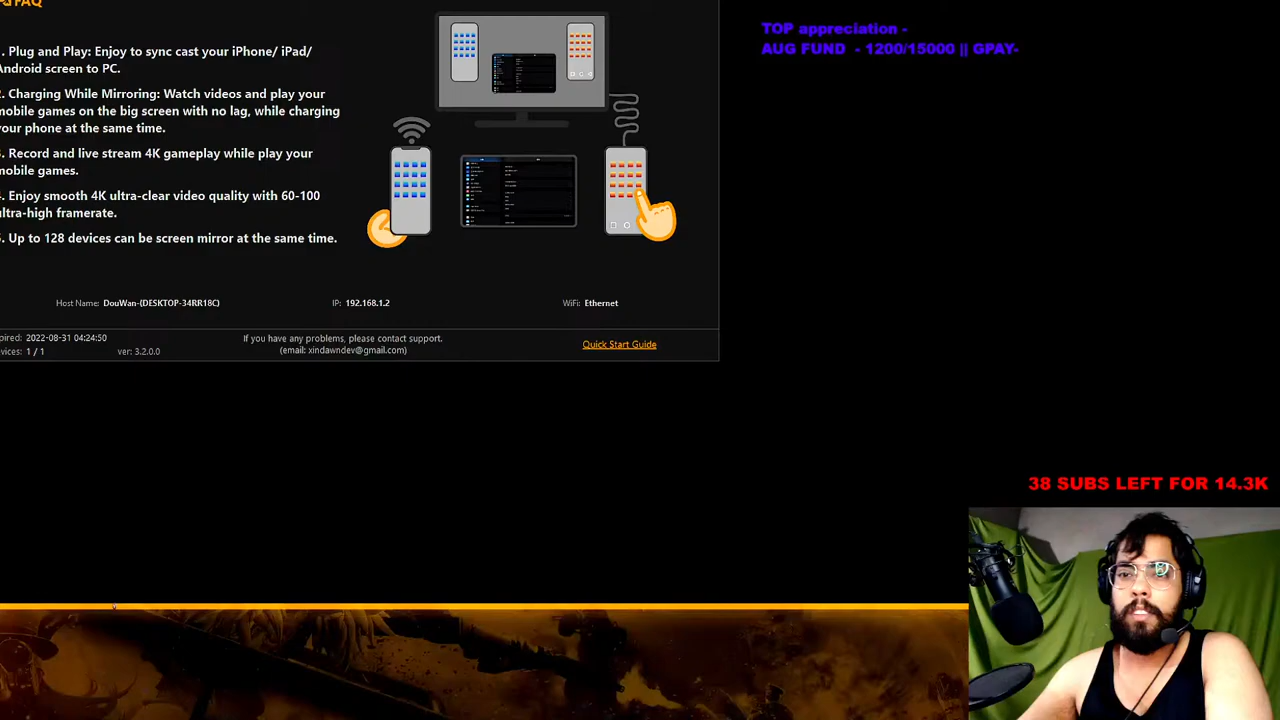 FAQ
. Plug and Play: Enjoy to sync cast your iPhone/ iPad/
Android screen to PC.
. Charging While Mirroring: Watch videos and play your
mobile games on the big screen with no lag, while charging
your phone at the same time.
. Record and live stream 4K gameplay while play your
mobile games.
. Enjoy smooth 4K ultra-clear video quality with 60-100
ultra-high framerate.
. Up to 128 devices can be screen mirror at the same time.
Host Name: DouWan-(DESKTOP-34RR18C) IP: 192.168.1.2 WiFi: Ethernet
pired: 2022-08-31 04:24:50
vices: 1 / 1 ver: 3.2.0.0
If you have any problems, please contact support.
(email: xindawndev@gmail.com)
Quick Start Guide
TOP appreciation -
AUG FUND - 1200/15000 || GPAY-
38 SUBS LEFT FOR 14.3K